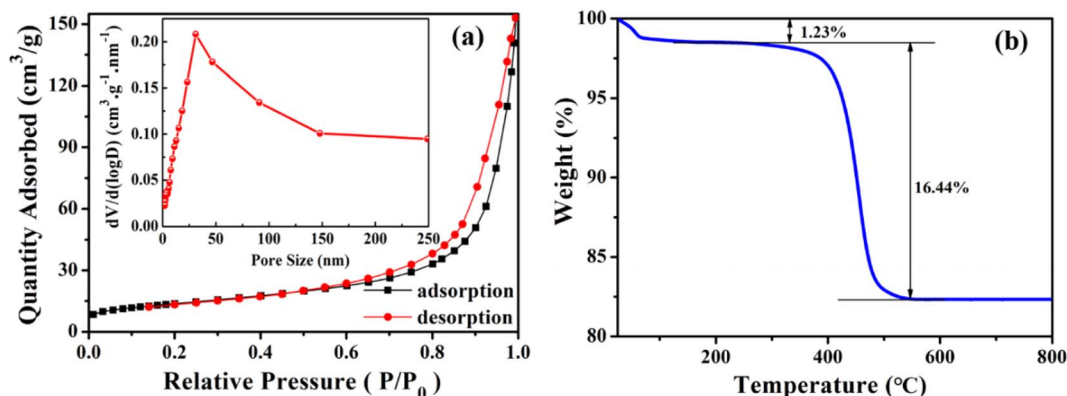 (a)
Quantity Adsorbed (cm³/g)
150
120
90
60
30
0
0.0 0.2 0.4 0.6 0.8 1.0
Relative Pressure ( P/P₀ )
adsorption
desorption
dV/d(logD) (cm³.g⁻¹.nm⁻¹)
0.20
0.15
0.10
0.05
0.00
0 50 100 150 200 250
Pore Size (nm)
(b)
Weight (%)
100
95
90
85
80
200 400 600 800
Temperature (°C)
1.23%
16.44%